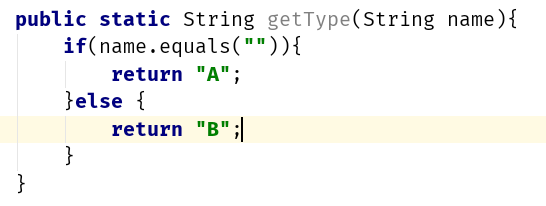 public static String getType(String name){
    if(name.equals("")){
        return "A";
    }else {
        return "B";
    }
}